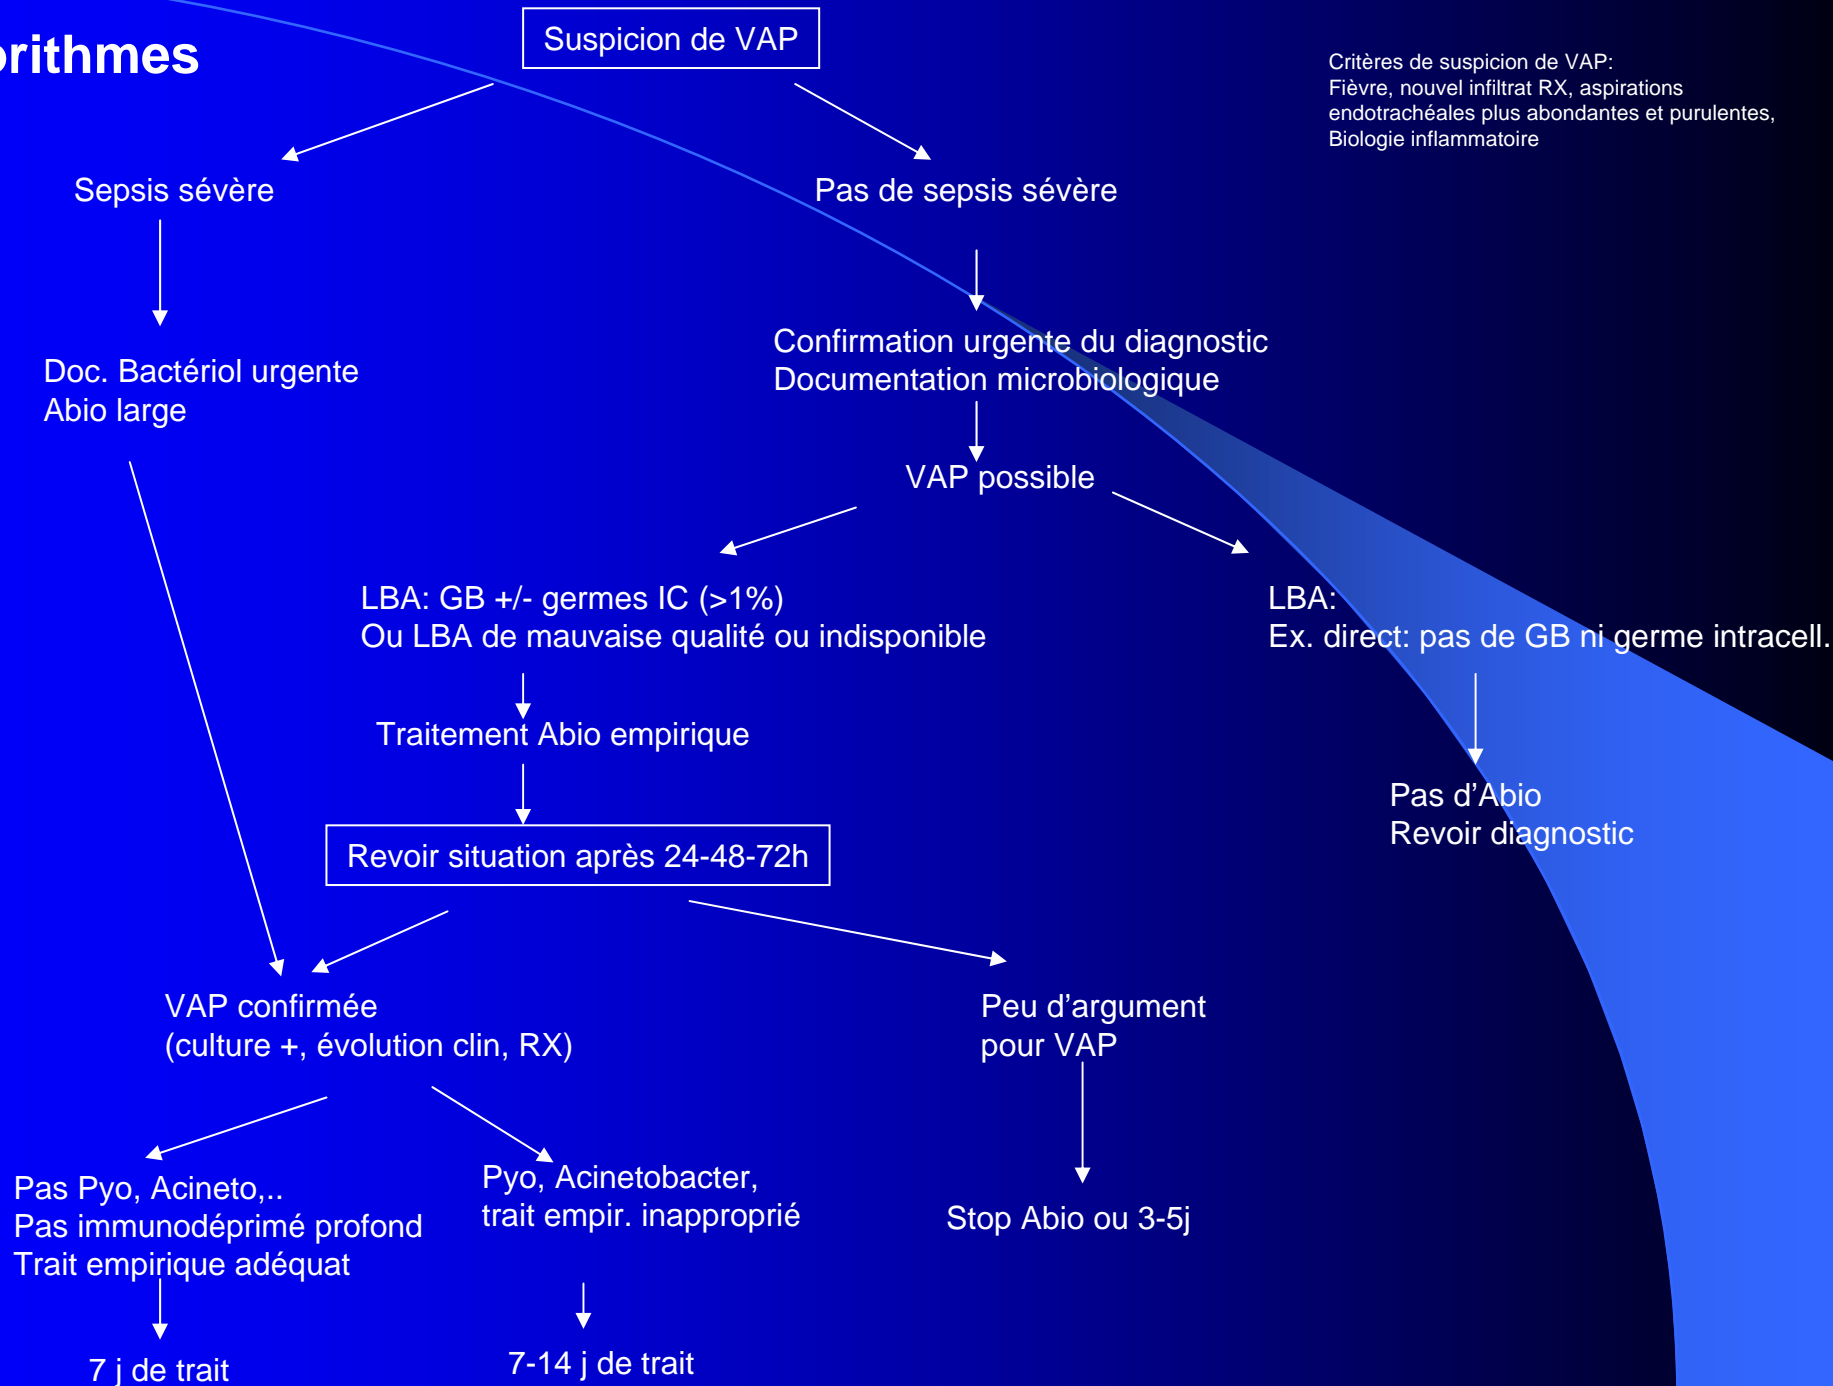 orithmes
Suspicion de VAP
Critères de suspicion de VAP:
Fièvre, nouvel infiltrat RX, aspirations
endotrachéales plus abondantes et purulentes,
Biologie inflammatoire
Sepsis sévère
Pas de sepsis sévère
Doc. Bactériol urgente
Abio large
Confirmation urgente du diagnostic
Documentation microbiologique
VAP possible
LBA: GB +/- germes IC (>1%)
Ou LBA de mauvaise qualité ou indisponible
LBA:
Ex. direct: pas de GB ni germe intracell.
Traitement Abio empirique
Pas d’Abio
Revoir diagnostic
Revoir situation après 24-48-72h
VAP confirmée
(culture +, évolution clin, RX)
Peu d’argument
pour VAP
Pas Pyo, Acineto,..
Pas immunodéprimé profond
Trait empirique adéquat
Pyo, Acinetobacter,
trait empir. inapproprié
Stop Abio ou 3-5j
7 j de trait
7-14 j de trait